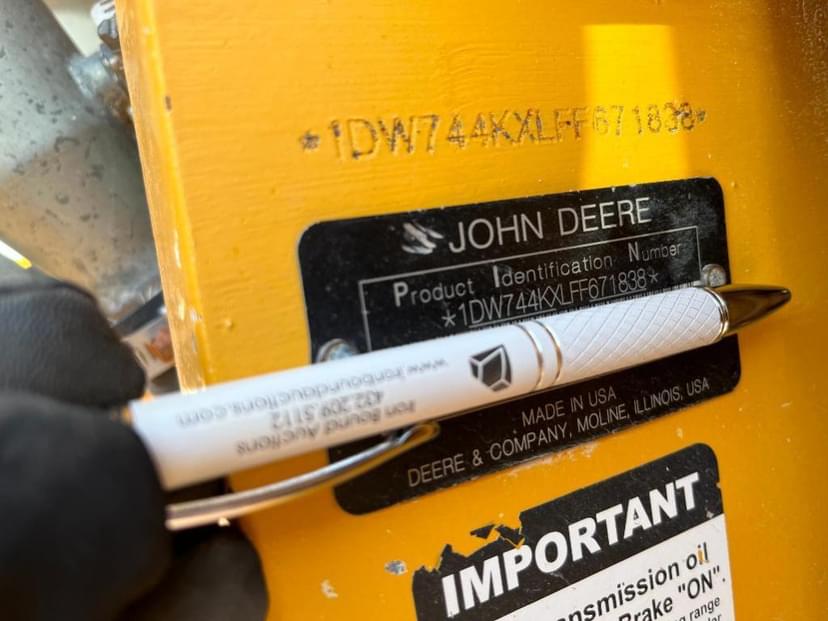 *1DW744KXLFF671838*
JOHN DEERE
Product Identification Number
*1DW744KXLFF671838*
www.ironboundauctions.com
432.209.5112
Iron Bound Auctions
MADE IN USA
DEERE & COMPANY, MOLINE, ILLINOIS, USA
IMPORTANT
nsmission oil
Brake "ON".
range